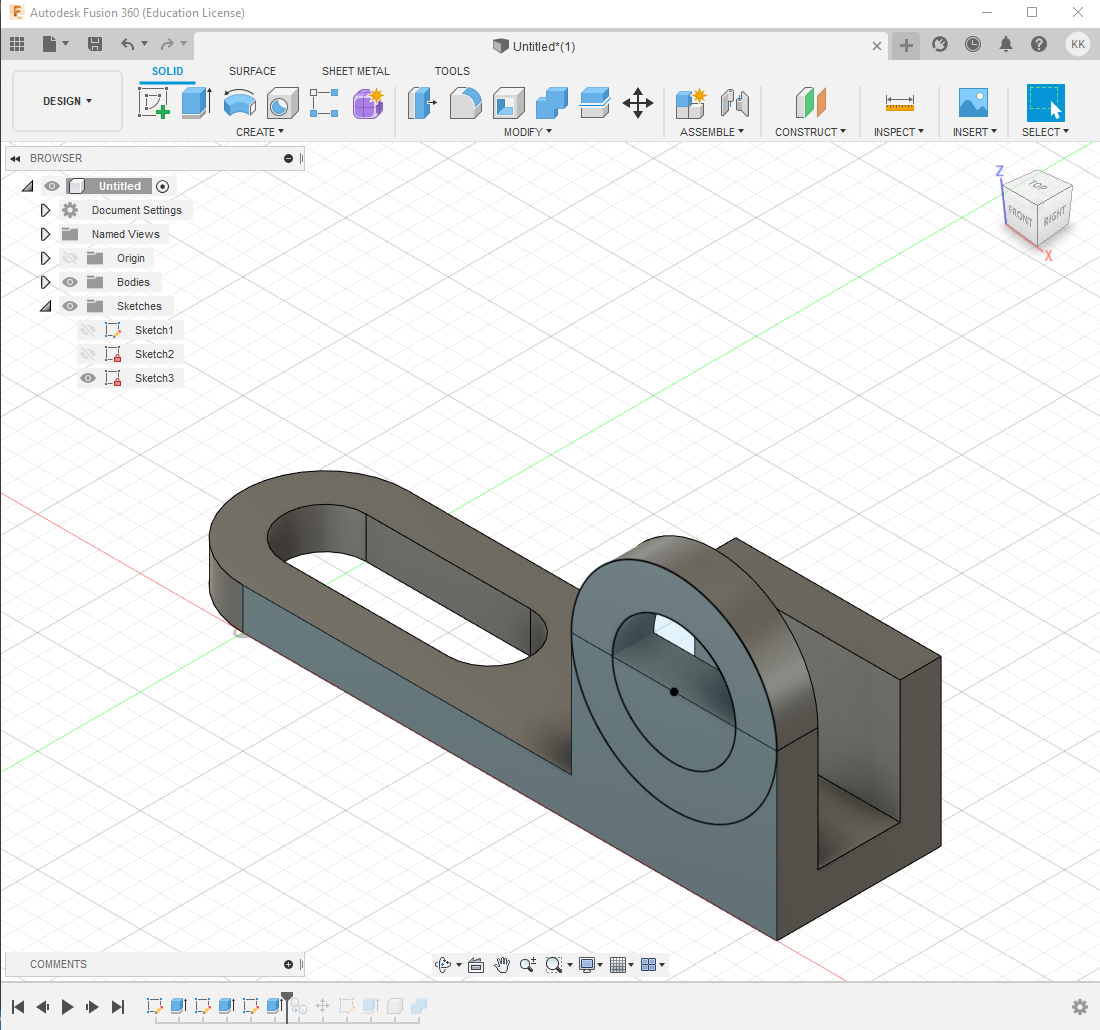 Autodesk Fusion 360 (Education License)
Untitled*(1)
KK
SOLID SURFACE SHEET METAL TOOLS
DESIGN
CREATE MODIFY ASSEMBLE CONSTRUCT INSPECT INSERT SELECT
BROWSER
Untitled
Document Settings
Named Views
Origin
Bodies
Sketches
Sketch1
Sketch2
Sketch3
Z
TOP
FRONT RIGHT
X
COMMENTS